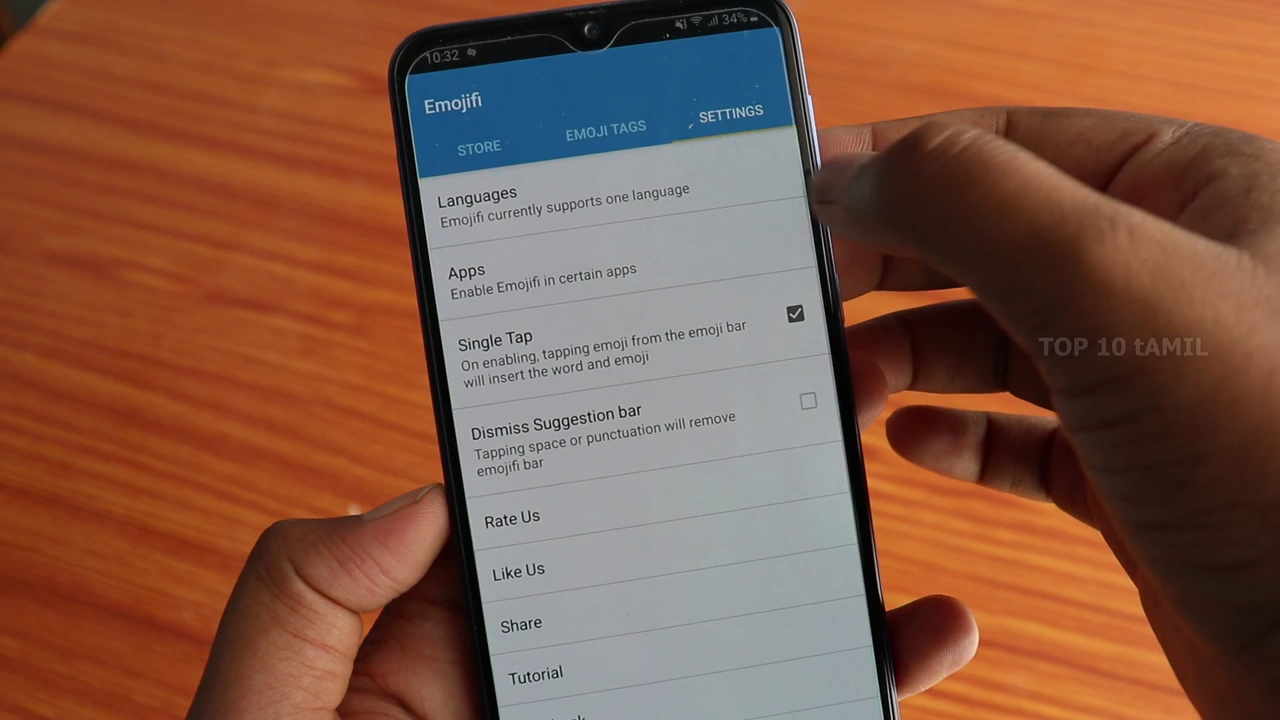 10:32
34%
Emojifi
STORE
EMOJI TAGS
SETTINGS
Languages
Emojifi currently supports one language
Apps
Enable Emojifi in certain apps
Single Tap
On enabling, tapping emoji from the emoji bar
will insert the word and emoji
Dismiss Suggestion bar
Tapping space or punctuation will remove
emojifi bar
Rate Us
Like Us
Share
Tutorial
TOP 10 tAMIL